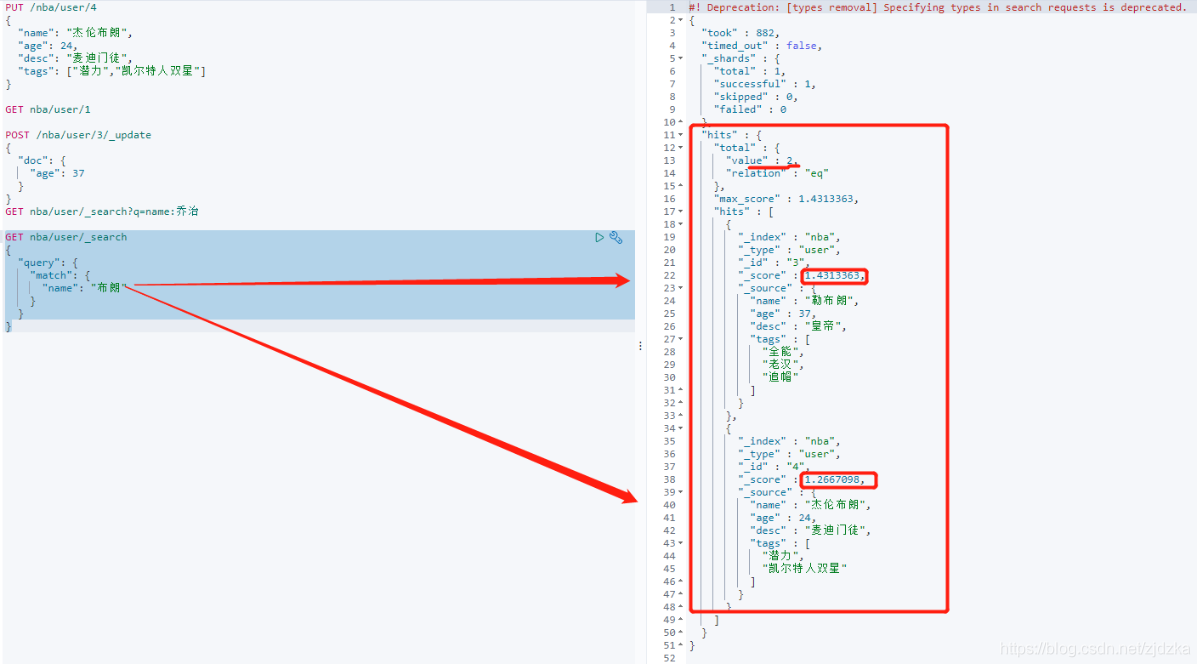 PUT /nba/user/4
{
"name": "杰伦布朗",
"age": 24,
"desc": "麦迪门徒",
"tags": ["潜力","凯尔特人双星"]
}
GET nba/user/1
POST /nba/user/3/_update
{
"doc": {
"age": 37
}
}
GET nba/user/_search?q=name:乔治
GET nba/user/_search
{
"query": {
"match": {
"name": "布朗"
}
}
}
1 #! Deprecation: [types removal] Specifying types in search requests is deprecated.
2 {
3 "took" : 882,
4 "timed_out" : false,
5 "_shards" : {
6 "total" : 1,
7 "successful" : 1,
8 "skipped" : 0,
9 "failed" : 0
10 },
11 "hits" : {
12 "total" : {
13 "value" : 2,
14 "relation" : "eq"
15 },
16 "max_score" : 1.4313363,
17 "hits" : [
18 {
19 "_index" : "nba",
20 "_type" : "user",
21 "_id" : "3",
22 "_score" : 1.4313363,
23 "_source" : {
24 "name" : "勒布朗",
25 "age" : 37,
26 "desc" : "皇帝",
27 "tags" : [
28 "全能",
29 "老汉",
30 "追帽"
31 ]
32 }
33 },
34 {
35 "_index" : "nba",
36 "_type" : "user",
37 "_id" : "4",
38 "_score" : 1.2667098,
39 "_source" : {
40 "name" : "杰伦布朗",
41 "age" : 24,
42 "desc" : "麦迪门徒",
43 "tags" : [
44 "潜力",
45 "凯尔特人双星"
46 ]
47 }
48 }
49 ]
50 }
51 }
52
https://blog.csdn.net/zjdzka